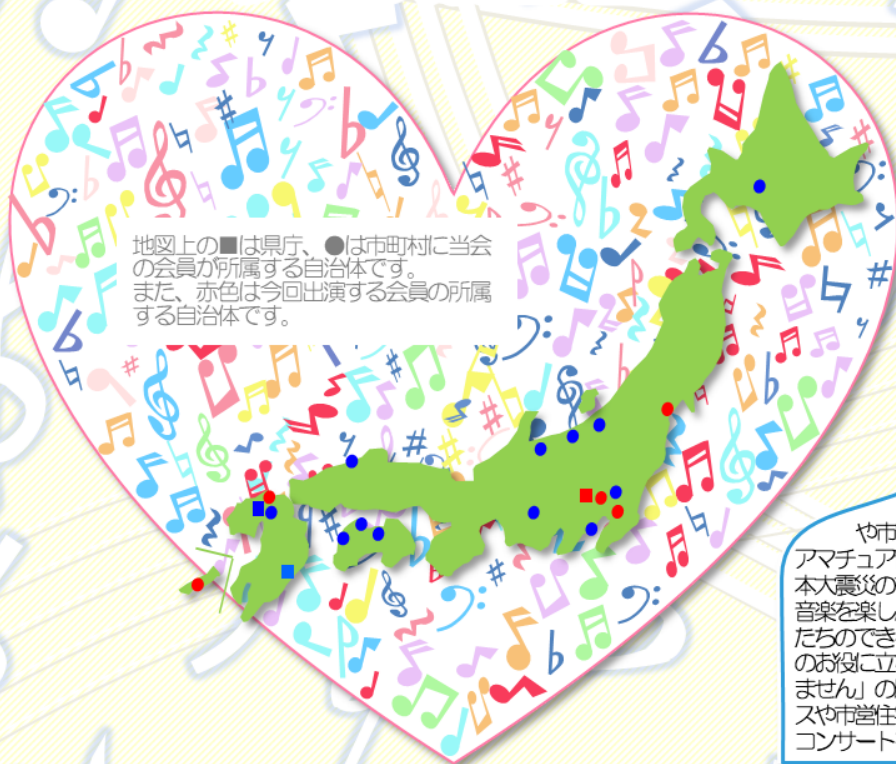 地図上の■は県庁、●は市町村に当会
の会員が所属する自治体です。
また、赤色は今回出演する会員の所属
する自治体です。
や市
アマチュア
本大震災の
音楽を楽し
たちのでき
のお役に立
ません」の
スや市営住
コンサート